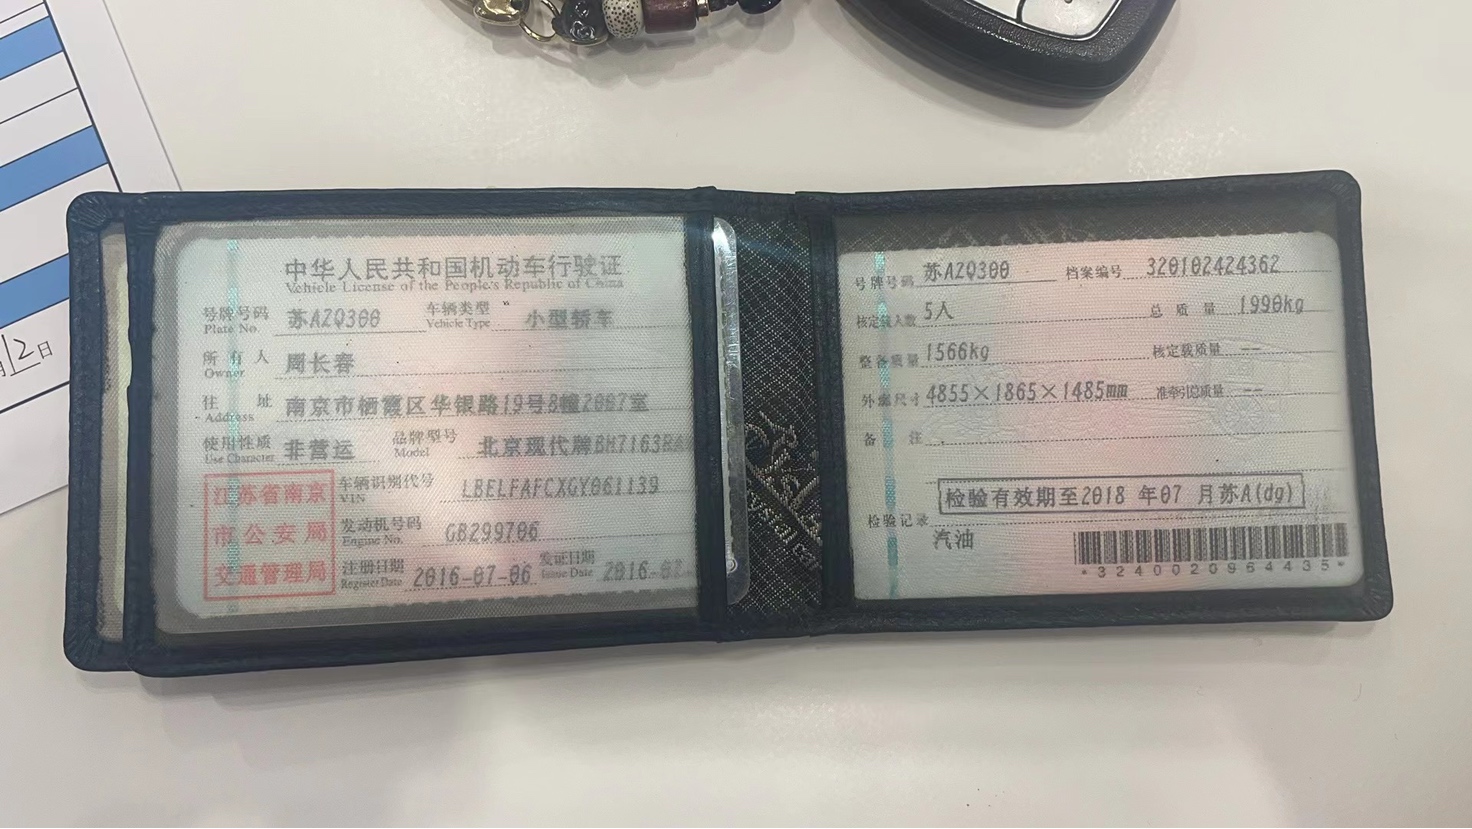 12日
中华人民共和国机动车行驶证
Vehicle License of the People's Republic of China
号牌号码 Plate No. 苏AZ0300 车辆类型 Vehicle Type 小型轿车
所有人 Owner 周长春
住址 Address 南京市栖霞区华银路19号8幢2007室
使用性质 Use Character 非营运 品牌型号 Model 北京现代牌BH7163
江苏省南京市公安局交通管理局
车辆识别代号 VIN LBELFAFCXGY061139
发动机号码 Engine No. GB299706
注册日期 Register Date 2016-07-06 发证日期 Issue Date 2016-
号牌号码 苏AZ0300 档案编号 320102424362
核定载人数 5人 总质量 1990kg
整备质量 1566kg 核定载质量 --
外廓尺寸 4855×1865×1485mm 准牵引总质量 --
备注
检验有效期至2018年07月苏A(dg)
检验记录
汽油
*3240020964435*